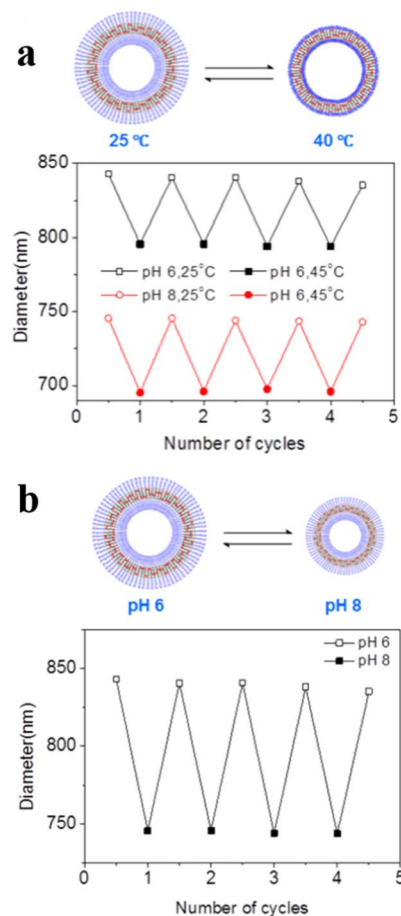 a
25 ℃ 40 ℃
850
800
750
700
Diameter(nm)
pH 6,25°C pH 6,45°C
pH 8,25°C pH 6,45°C
0 1 2 3 4 5
Number of cycles
b
pH 6 pH 8
850
800
750
Diameter(nm)
pH 6
pH 8
0 1 2 3 4 5
Number of cycles